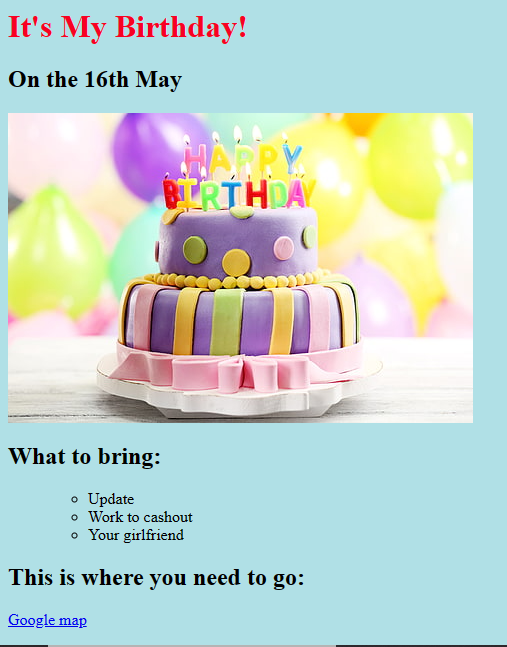 It's My Birthday!
On the 16th May
HAPPY
BIRTHDAY
What to bring:
Update
Work to cashout
Your girlfriend
This is where you need to go:
Google map